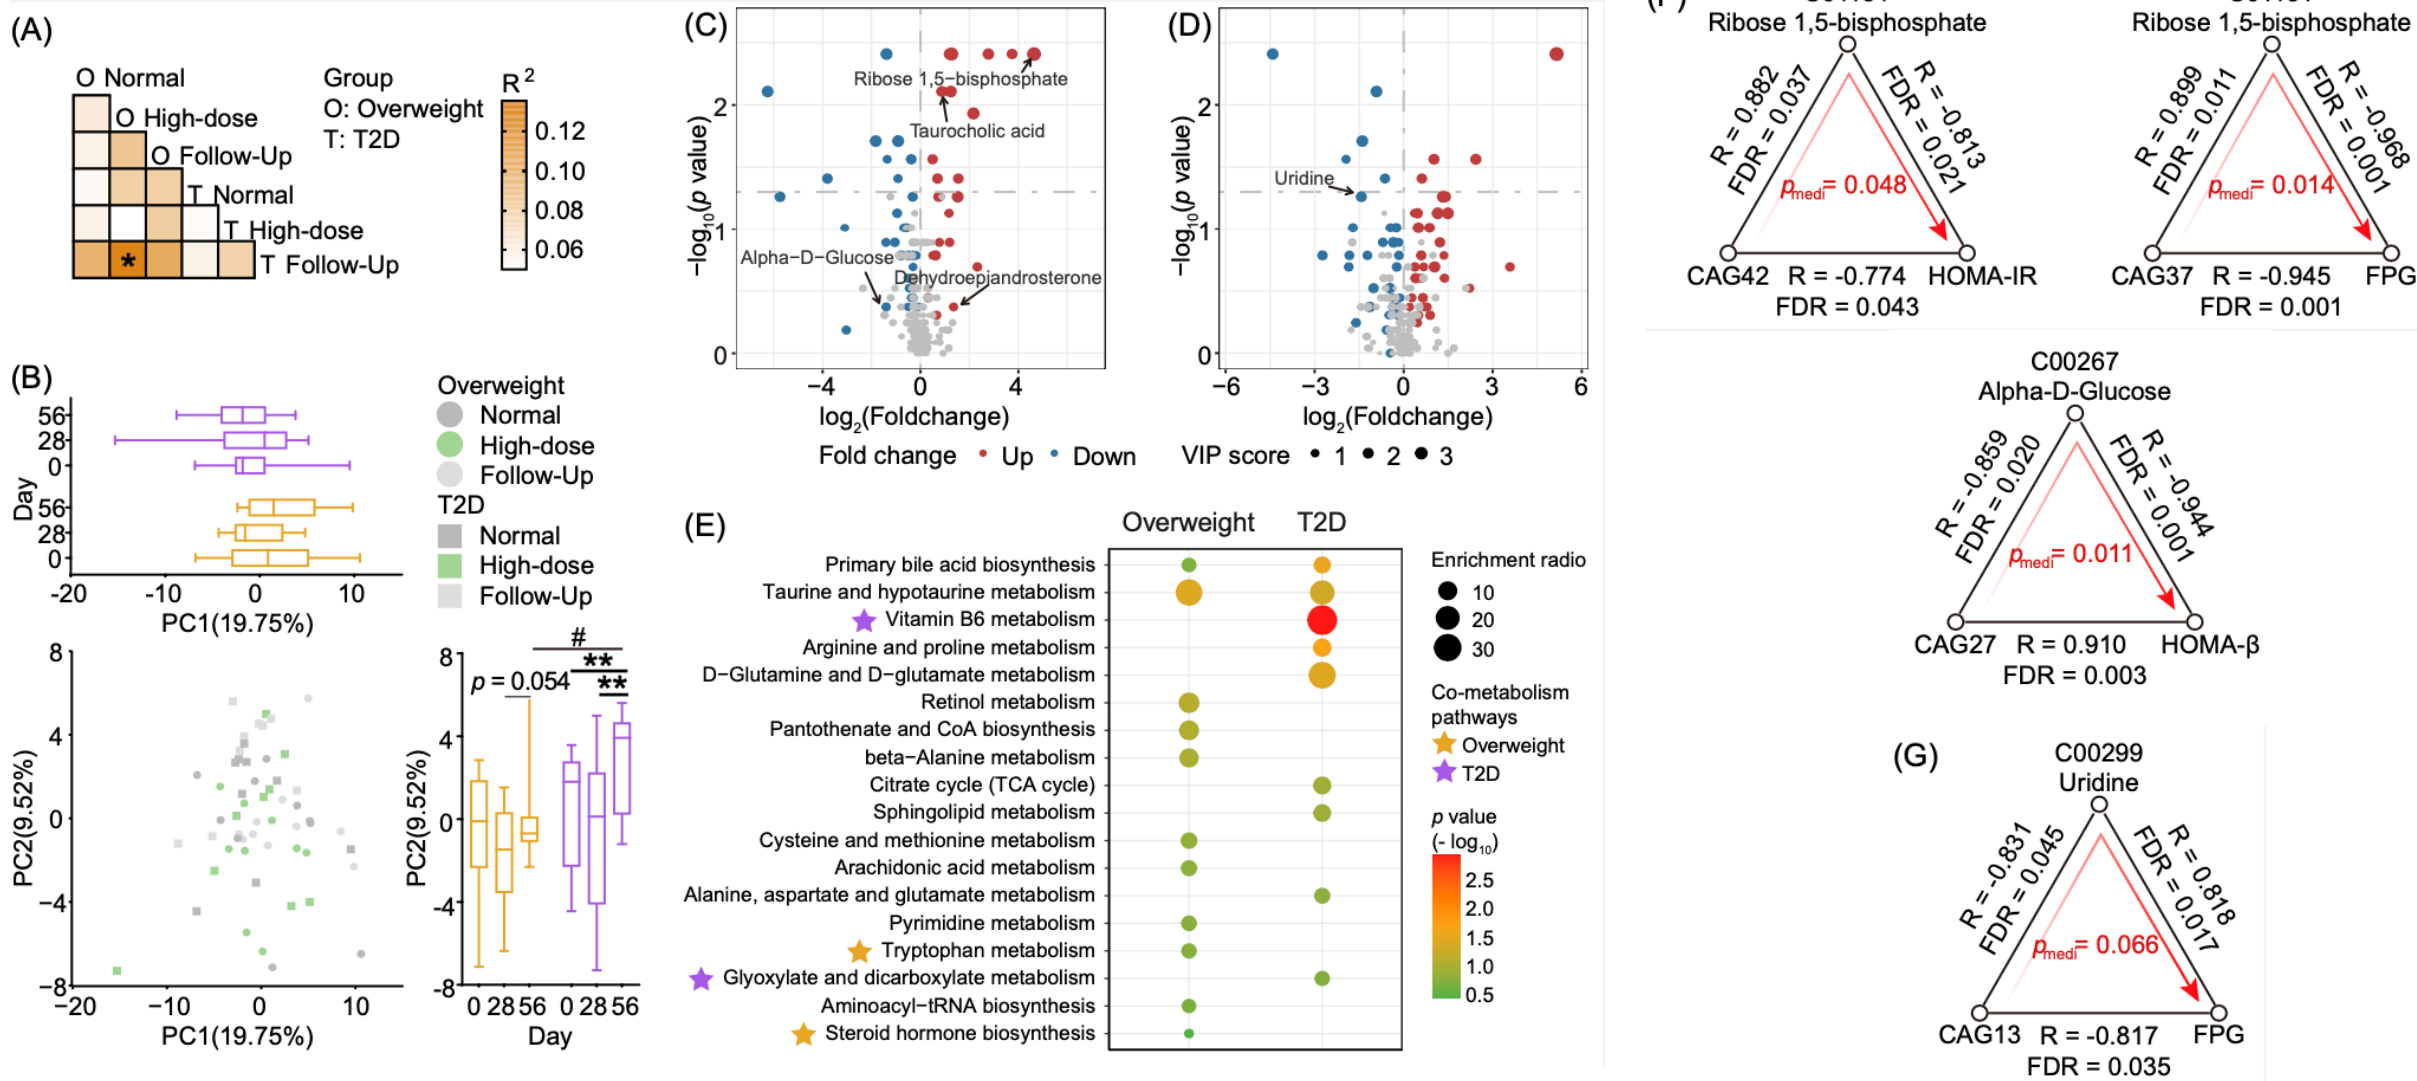 (A)
O Normal
O High-dose
O Follow-Up
T Normal
T High-dose
T Follow-Up
*
Group
O: Overweight
T: T2D
R²
0.12
0.10
0.08
0.06
(B)
Day
56
28
0
56
28
0
-20 -10 0 10
PC1(19.75%)
Overweight
Normal
High-dose
Follow-Up
T2D
Normal
High-dose
Follow-Up
PC2(9.52%)
8
4
0
−4
−8
−20 −10 0 10
PC1(19.75%)
PC2(9.52%)
8
4
0
-4
-8
#
**
p = 0.054
**
0 28 56 0 28 56
Day
(C)
−log₁₀(p value)
2
1
0
Ribose 1,5−bisphosphate
Taurocholic acid
Alpha−D−Glucose
Dehydroepiandrosterone
−4 0 4
log₂(Foldchange)
(D)
−log₁₀(p value)
2
1
0
Uridine
−6 −3 0 3 6
log₂(Foldchange)
Fold change Up Down VIP score 1 2 3
(E)
Overweight T2D
Primary bile acid biosynthesis
Taurine and hypotaurine metabolism
Vitamin B6 metabolism
Arginine and proline metabolism
D−Glutamine and D−glutamate metabolism
Retinol metabolism
Pantothenate and CoA biosynthesis
beta−Alanine metabolism
Citrate cycle (TCA cycle)
Sphingolipid metabolism
Cysteine and methionine metabolism
Arachidonic acid metabolism
Alanine, aspartate and glutamate metabolism
Pyrimidine metabolism
Tryptophan metabolism
Glyoxylate and dicarboxylate metabolism
Aminoacyl−tRNA biosynthesis
Steroid hormone biosynthesis
Enrichment radio
10
20
30
Co-metabolism
pathways
Overweight
T2D
p value
(- log₁₀)
2.5
2.0
1.5
1.0
0.5
Ribose 1,5-bisphosphate
R = 0.882
FDR = 0.037
R = -0.813
FDR = 0.021
pmedi= 0.048
CAG42 R = -0.774 HOMA-IR
FDR = 0.043
Ribose 1,5-bisphosphate
R = 0.899
FDR = 0.011
R = -0.968
FDR = 0.001
pmedi= 0.014
CAG37 R = -0.945 FPG
FDR = 0.001
C00267
Alpha-D-Glucose
R = -0.859
FDR = 0.020
R = -0.944
FDR = 0.001
pmedi= 0.011
CAG27 R = 0.910 HOMA-β
FDR = 0.003
(G)
C00299
Uridine
R = -0.831
FDR = 0.045
R = 0.818
FDR = 0.017
pmedi= 0.066
CAG13 R = -0.817 FPG
FDR = 0.035